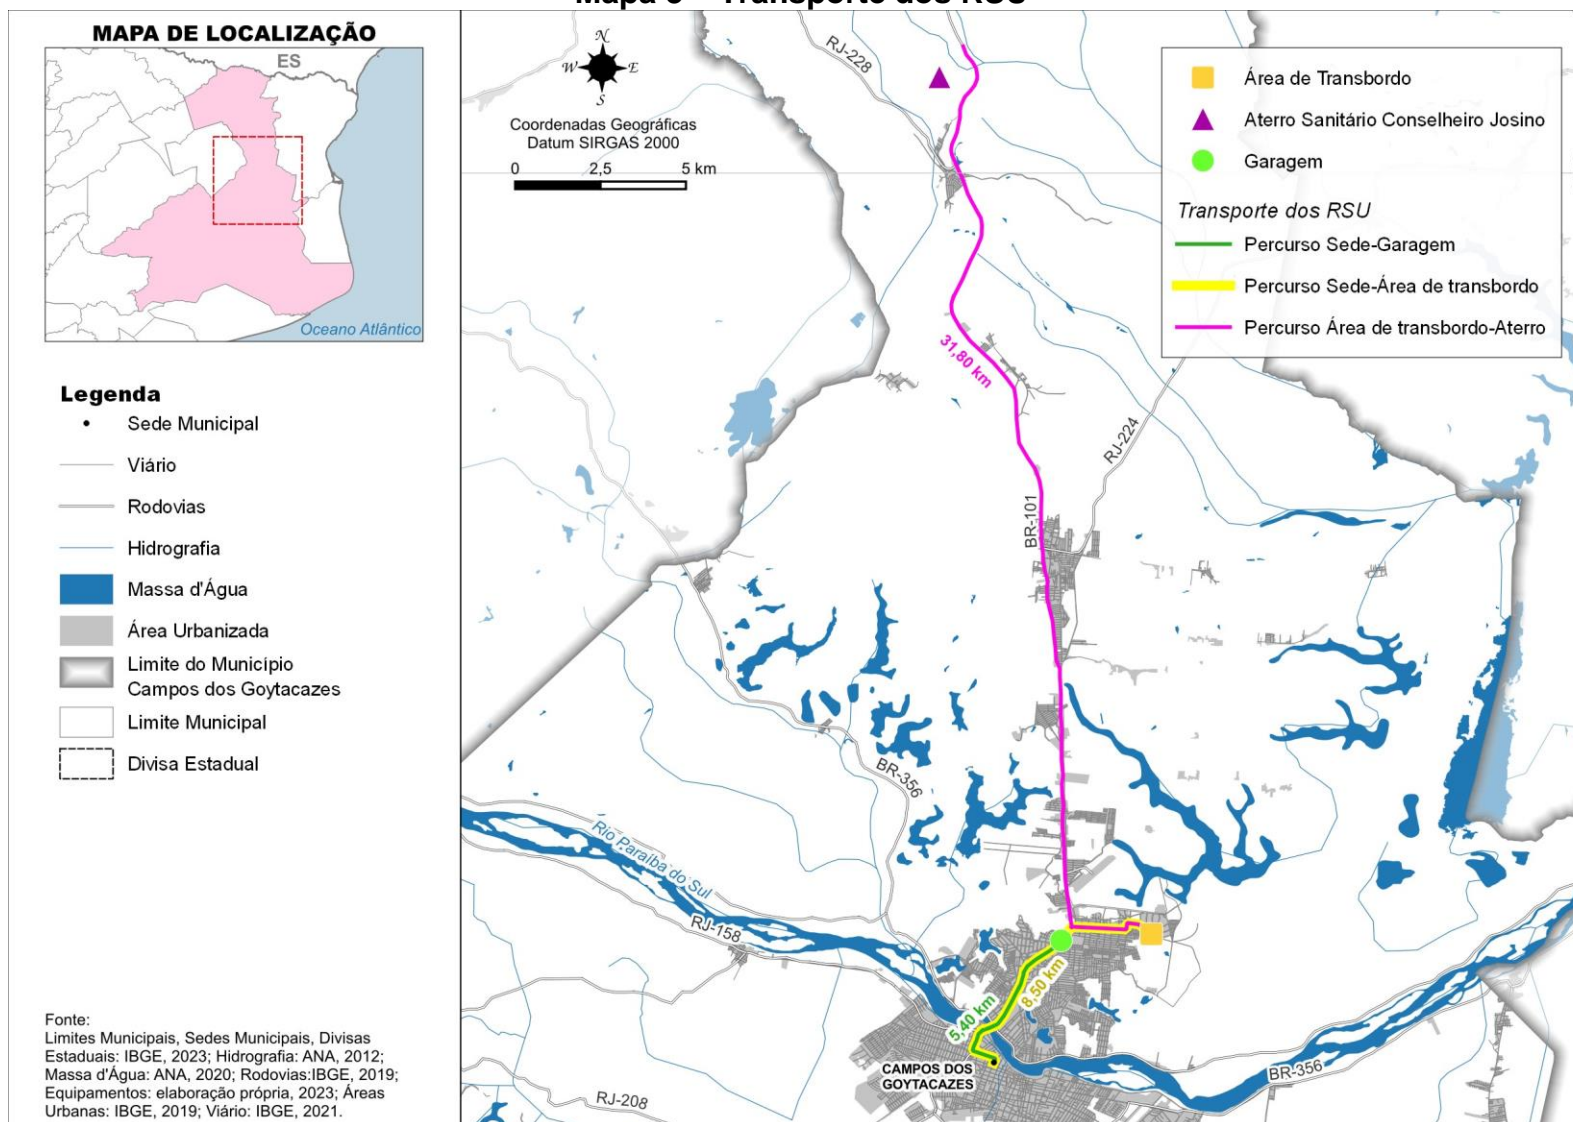 MAPA DE LOCALIZAÇÃO
ES
Oceano Atlântico
Legenda
Sede Municipal
Viário
Rodovias
Hidrografia
Massa d'Água
Área Urbanizada
Limite do Município
Campos dos Goytacazes
Limite Municipal
Divisa Estadual
Fonte:
Limites Municipais, Sedes Municipais, Divisas
Estaduais: IBGE, 2023; Hidrografia: ANA, 2012;
Massa d'Água: ANA, 2020; Rodovias:IBGE, 2019;
Equipamentos: elaboração própria, 2023; Áreas
Urbanas: IBGE, 2019; Viário: IBGE, 2021.
Transporte dos RSU
N
W E
S
Coordenadas Geográficas
Datum SIRGAS 2000
0 2,5 5 km
RJ-228
Área de Transbordo
Aterro Sanitário Conselheiro Josino
Garagem
Transporte dos RSU
Percurso Sede-Garagem
Percurso Sede-Área de transbordo
Percurso Área de transbordo-Aterro
31,80 km
RJ-224
BR-101
BR-356
Rio Paraíba do Sul
RJ-158
8,50 km
5,40 km
CAMPOS DOS
GOYTACAZES
BR-356
RJ-208